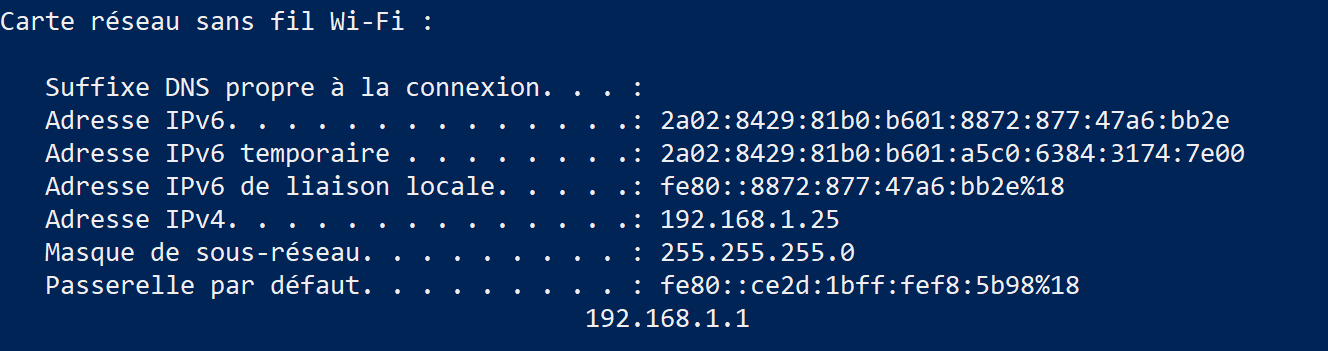 Carte réseau sans fil Wi-Fi :
Suffixe DNS propre à la connexion. . . :
Adresse IPv6. . . . . . . . . . . . . .: 2a02:8429:81b0:b601:8872:877:47a6:bb2e
Adresse IPv6 temporaire . . . . . . . .: 2a02:8429:81b0:b601:a5c0:6384:3174:7e00
Adresse IPv6 de liaison locale. . . . .: fe80::8872:877:47a6:bb2e%18
Adresse IPv4. . . . . . . . . . . . . .: 192.168.1.25
Masque de sous-réseau. . . . . . . . . : 255.255.255.0
Passerelle par défaut. . . . . . . . . : fe80::ce2d:1bff:fef8:5b98%18
192.168.1.1